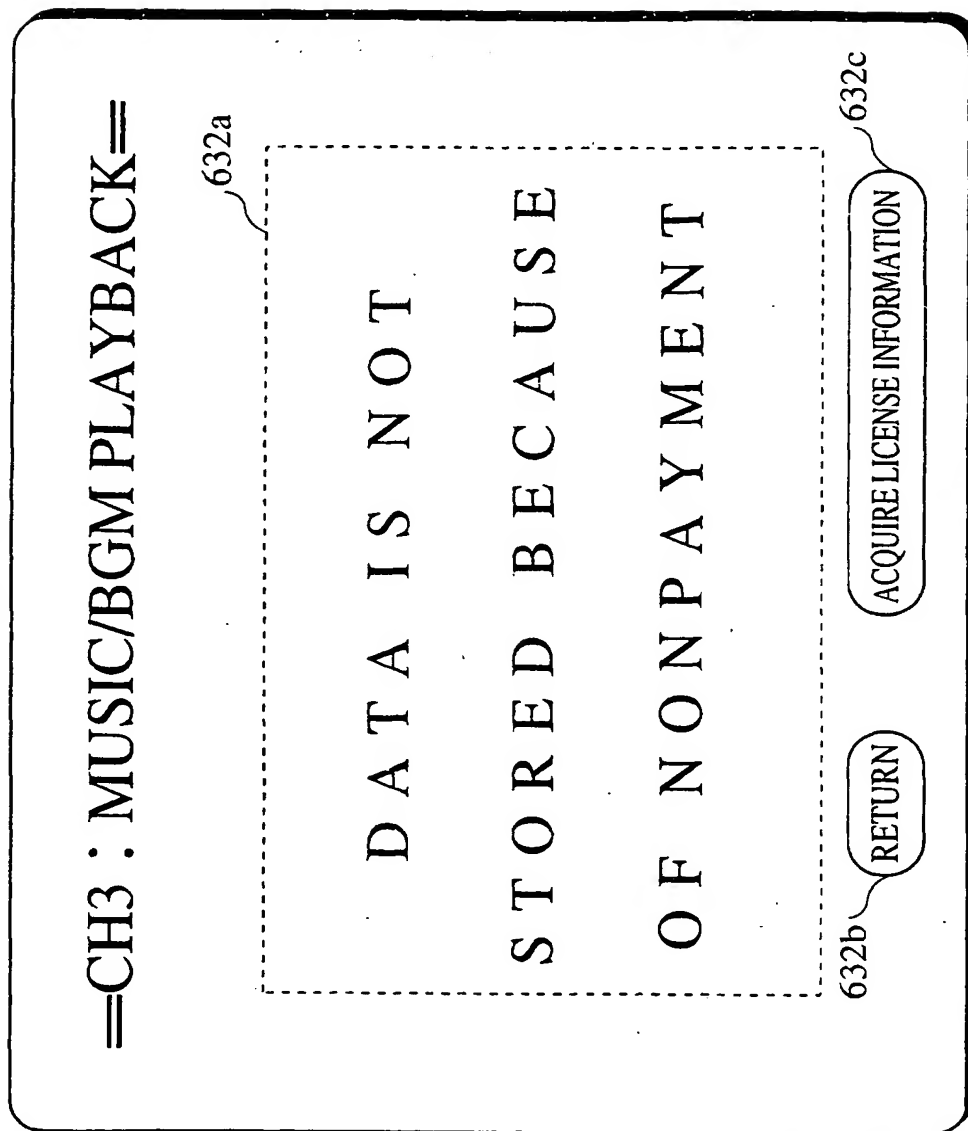 =CH3 : MUSIC/BGM PLAYBACK=
632a
DATA IS NOT
STORED BECAUSE
OF NONPAYMENT
632b
RETURN
ACQUIRE LICENSE INFORMATION
632c